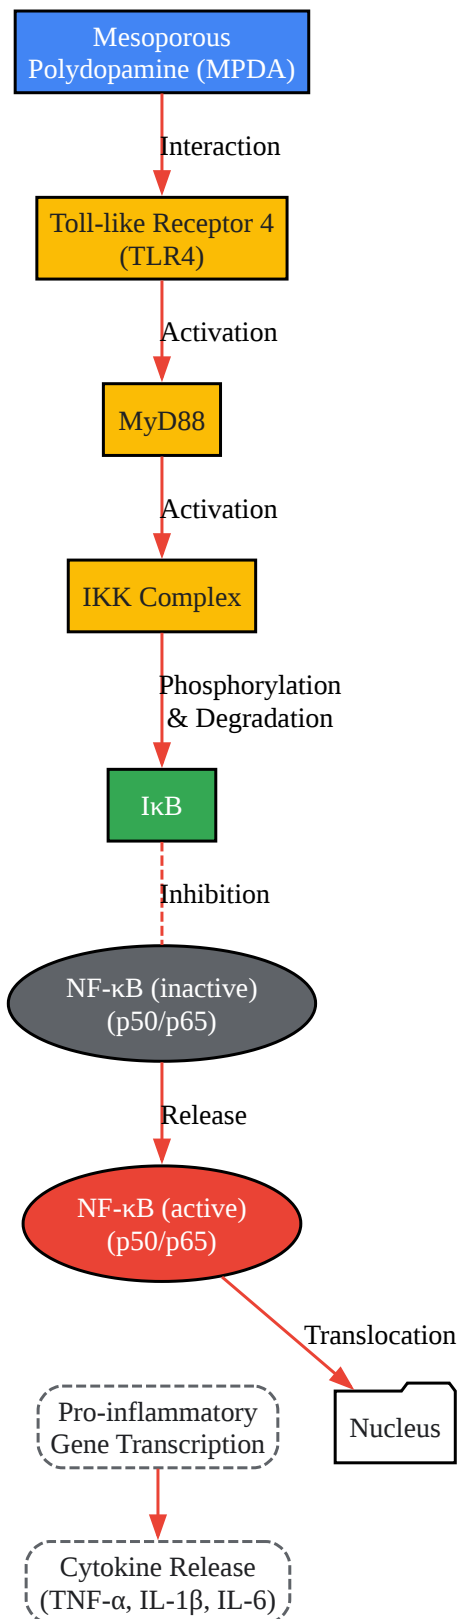 Mesoporous
Polydopamine (MPDA)
Interaction
Toll-like Receptor 4
(TLR4)
Activation
MyD88
Activation
IKK Complex
Phosphorylation
& Degradation
IκB
Inhibition
NF-κB (inactive)
(p50/p65)
Release
NF-κB (active)
(p50/p65)
Translocation
Nucleus
Pro-inflammatory
Gene Transcription
Cytokine Release
(TNF-α, IL-1β, IL-6)